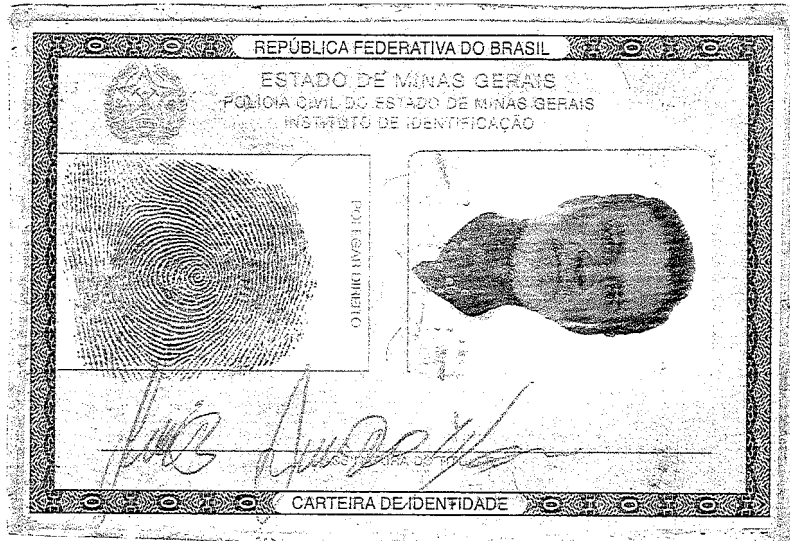 REPÚBLICA FEDERATIVA DO BRASIL
ESTADO DE MINAS GERAIS
POLÍCIA CIVIL DO ESTADO DE MINAS GERAIS
INSTITUTO DE IDENTIFICAÇÃO
POLEGAR DIREITO
CARTEIRA DE IDENTIDADE